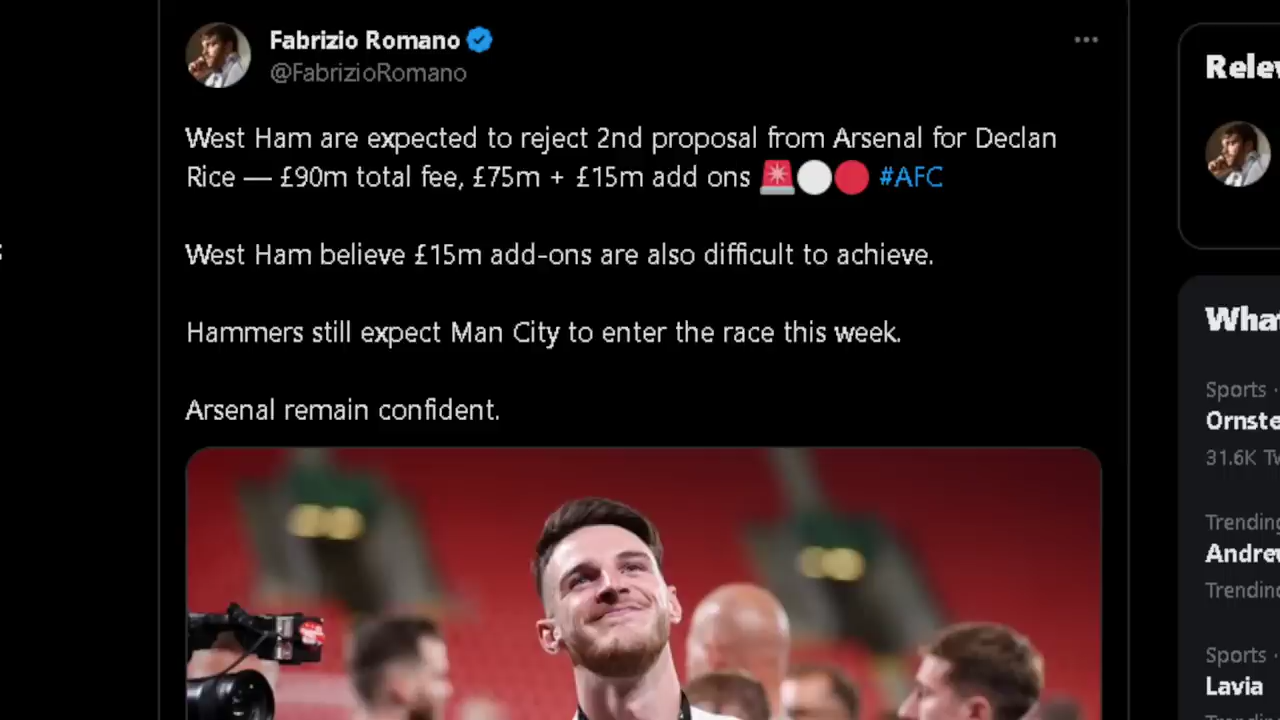 Fabrizio Romano
@FabrizioRomano
West Ham are expected to reject 2nd proposal from Arsenal for Declan
Rice — £90m total fee, £75m + £15m add ons 🚨⚪🔴 #AFC
West Ham believe £15m add-ons are also difficult to achieve.
Hammers still expect Man City to enter the race this week.
Arsenal remain confident.
Sports ·
31.6K
Trending
Sports ·
Lavia